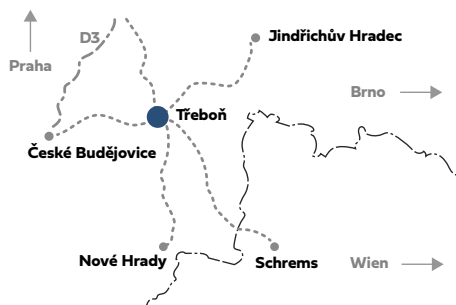 D3
Praha
Jindřichův Hradec
Brno
Třeboň
České Budějovice
Nové Hrady
Schrems
Wien